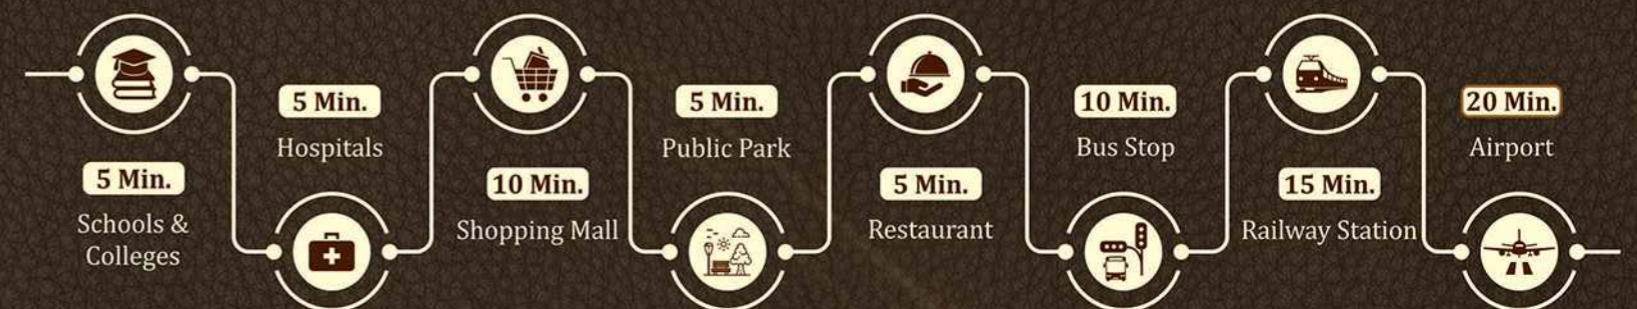 5 Min.
Schools &
Colleges
5 Min.
Hospitals
10 Min.
Shopping Mall
5 Min.
Public Park
5 Min.
Restaurant
10 Min.
Bus Stop
15 Min.
Railway Station
20 Min.
Airport